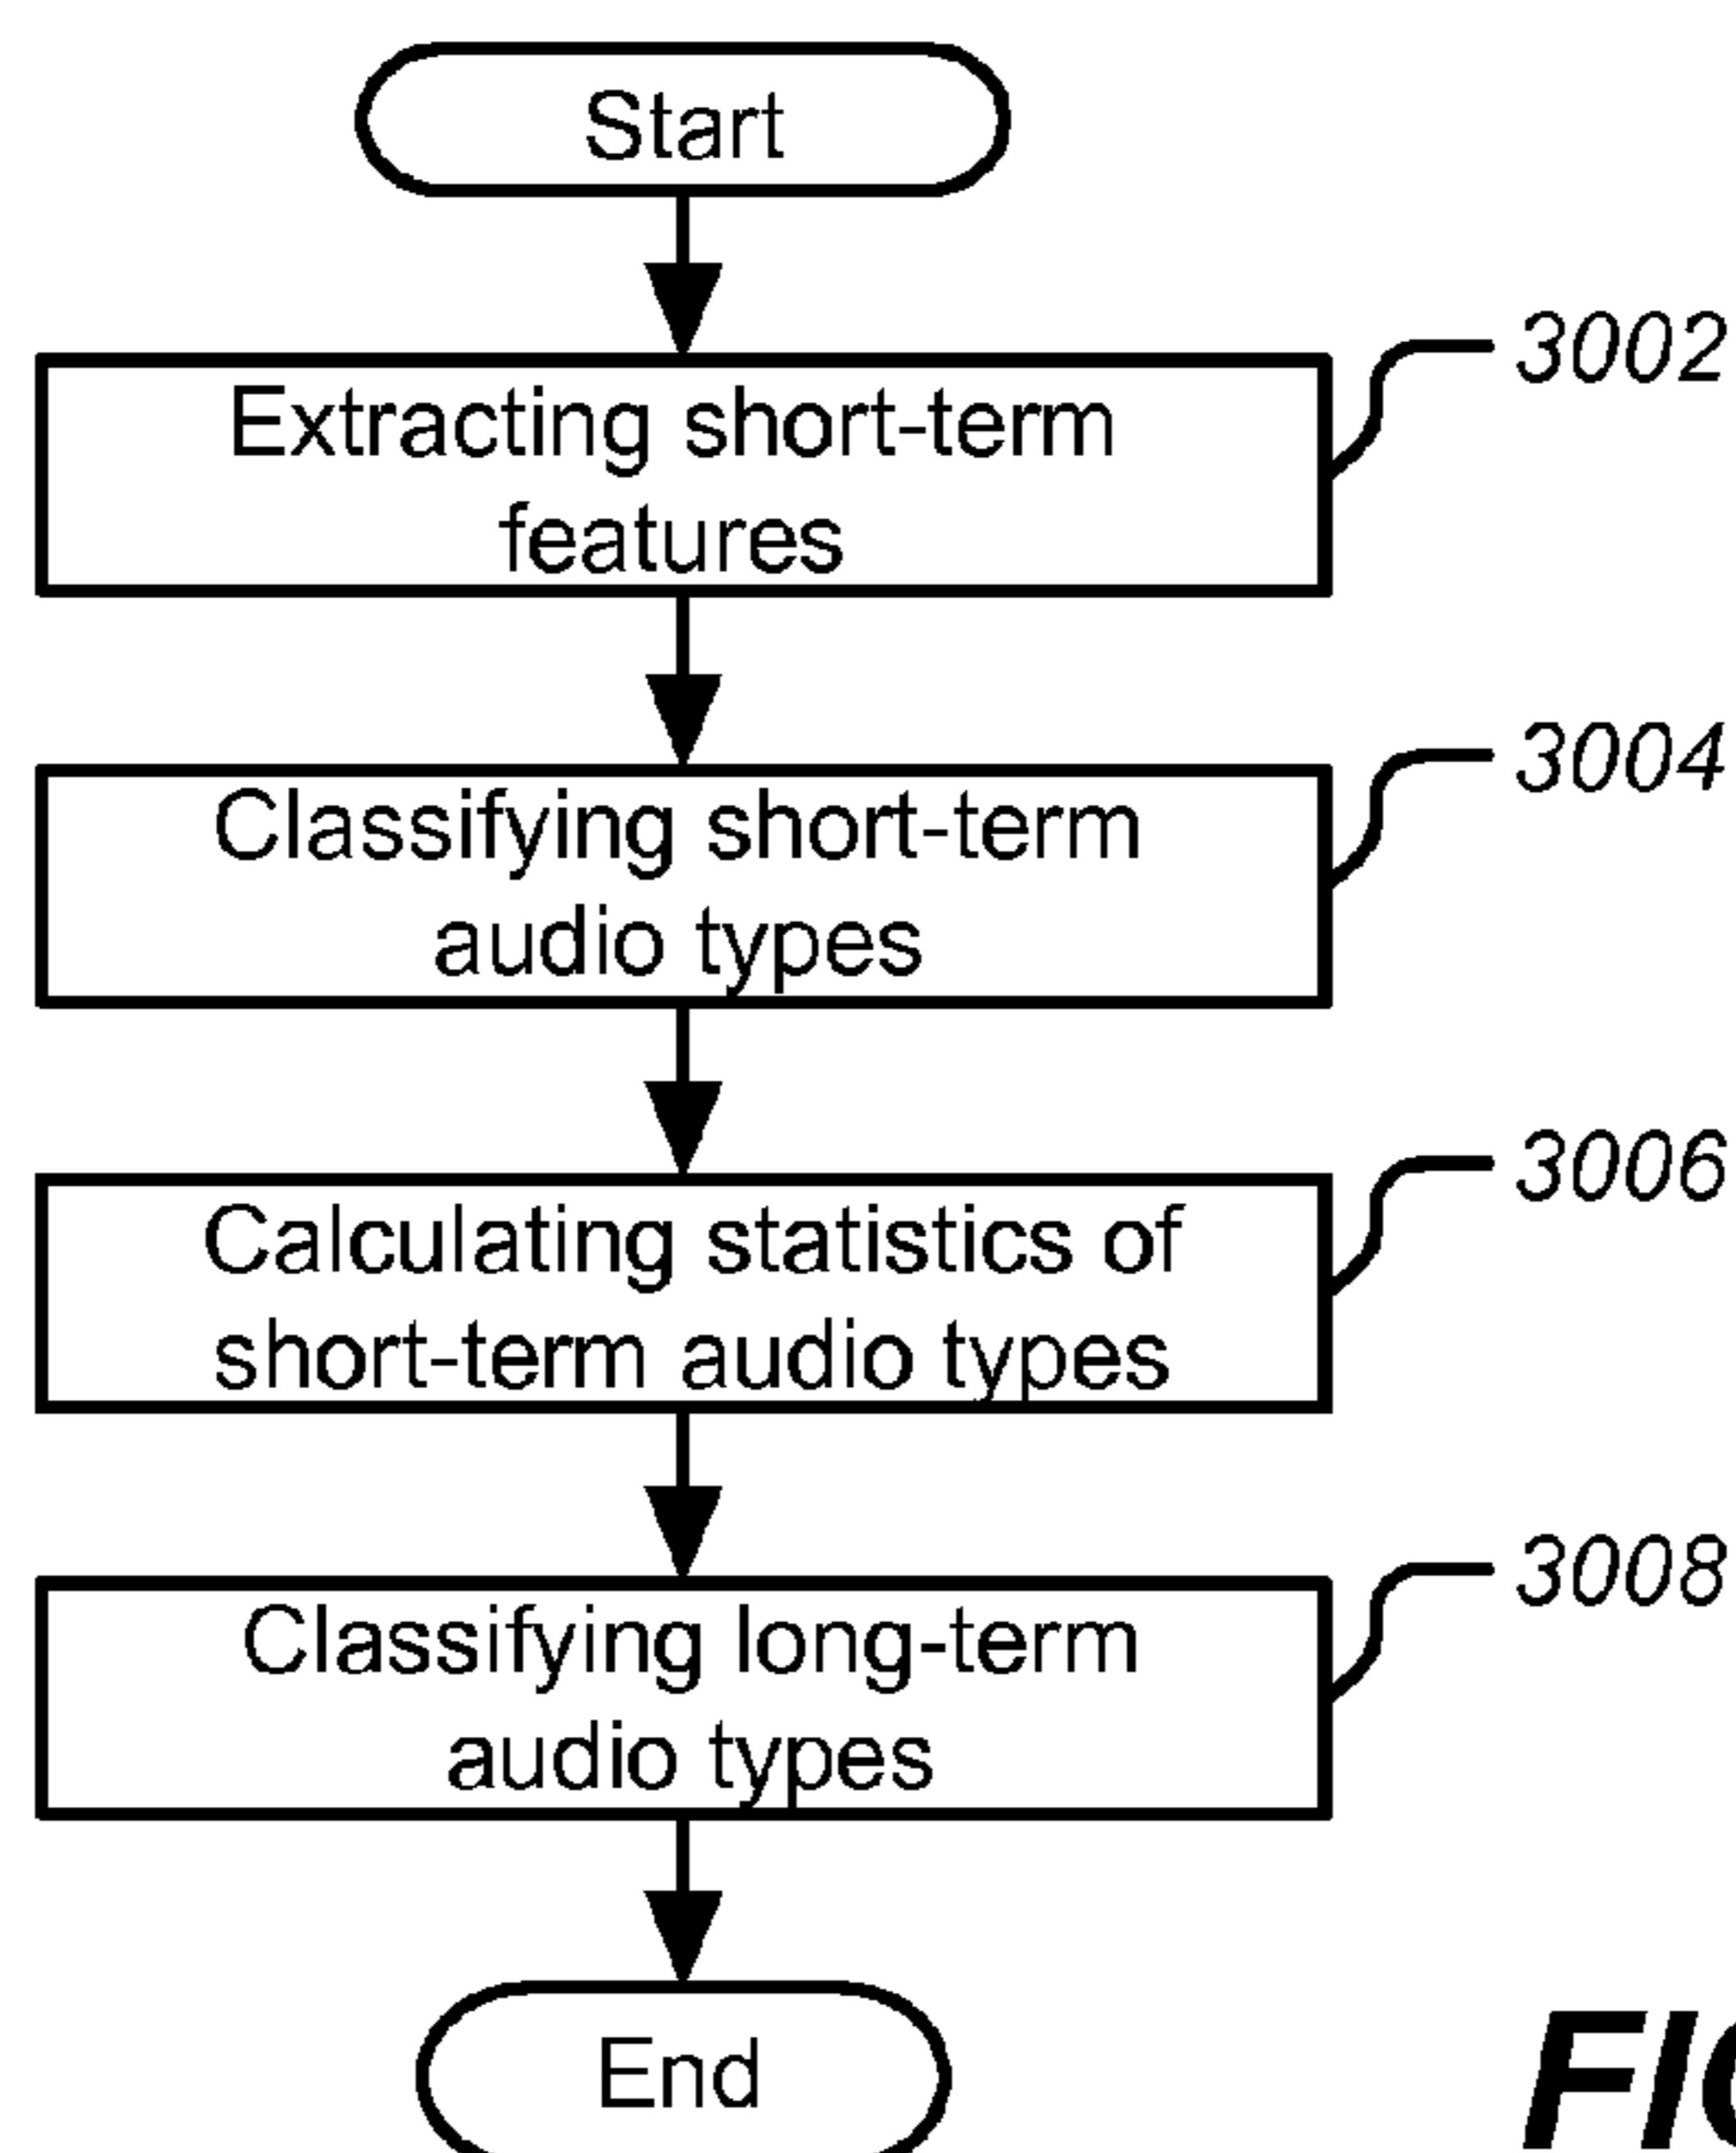 Start
3002
Extracting short-term
features
3004
Classifying short-term
audio types
3006
Calculating statistics of
short-term audio types
3008
Classifying long-term
audio types
End